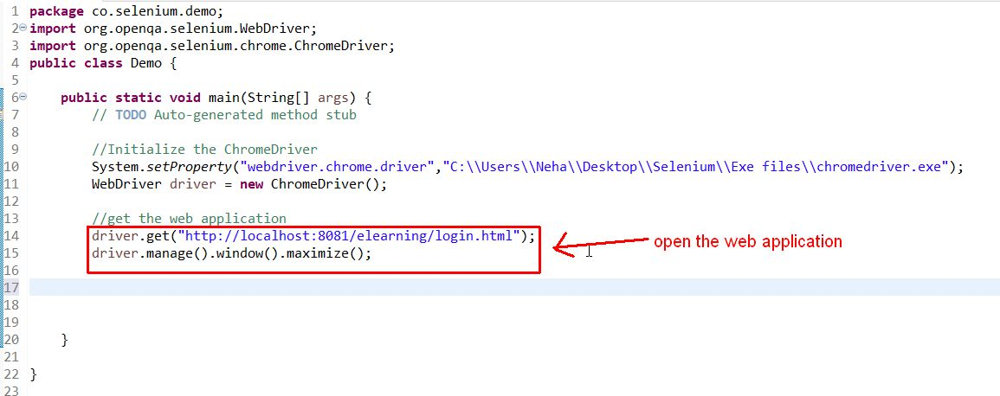 1 package co.selenium.demo;
2 import org.openqa.selenium.WebDriver;
3 import org.openqa.selenium.chrome.ChromeDriver;
4 public class Demo {
5
6 public static void main(String[] args) {
7 // TODO Auto-generated method stub
8
9 //Initialize the ChromeDriver
10 System.setProperty("webdriver.chrome.driver","C:\\Users\\Neha\\Desktop\\Selenium\\Exe files\\chromedriver.exe");
11 WebDriver driver = new ChromeDriver();
12
13 //get the web application
14 driver.get("http://localhost:8081/elearning/login.html");
open the web application
15 driver.manage().window().maximize();
16
17
18
19
20 }
21
22 }
23